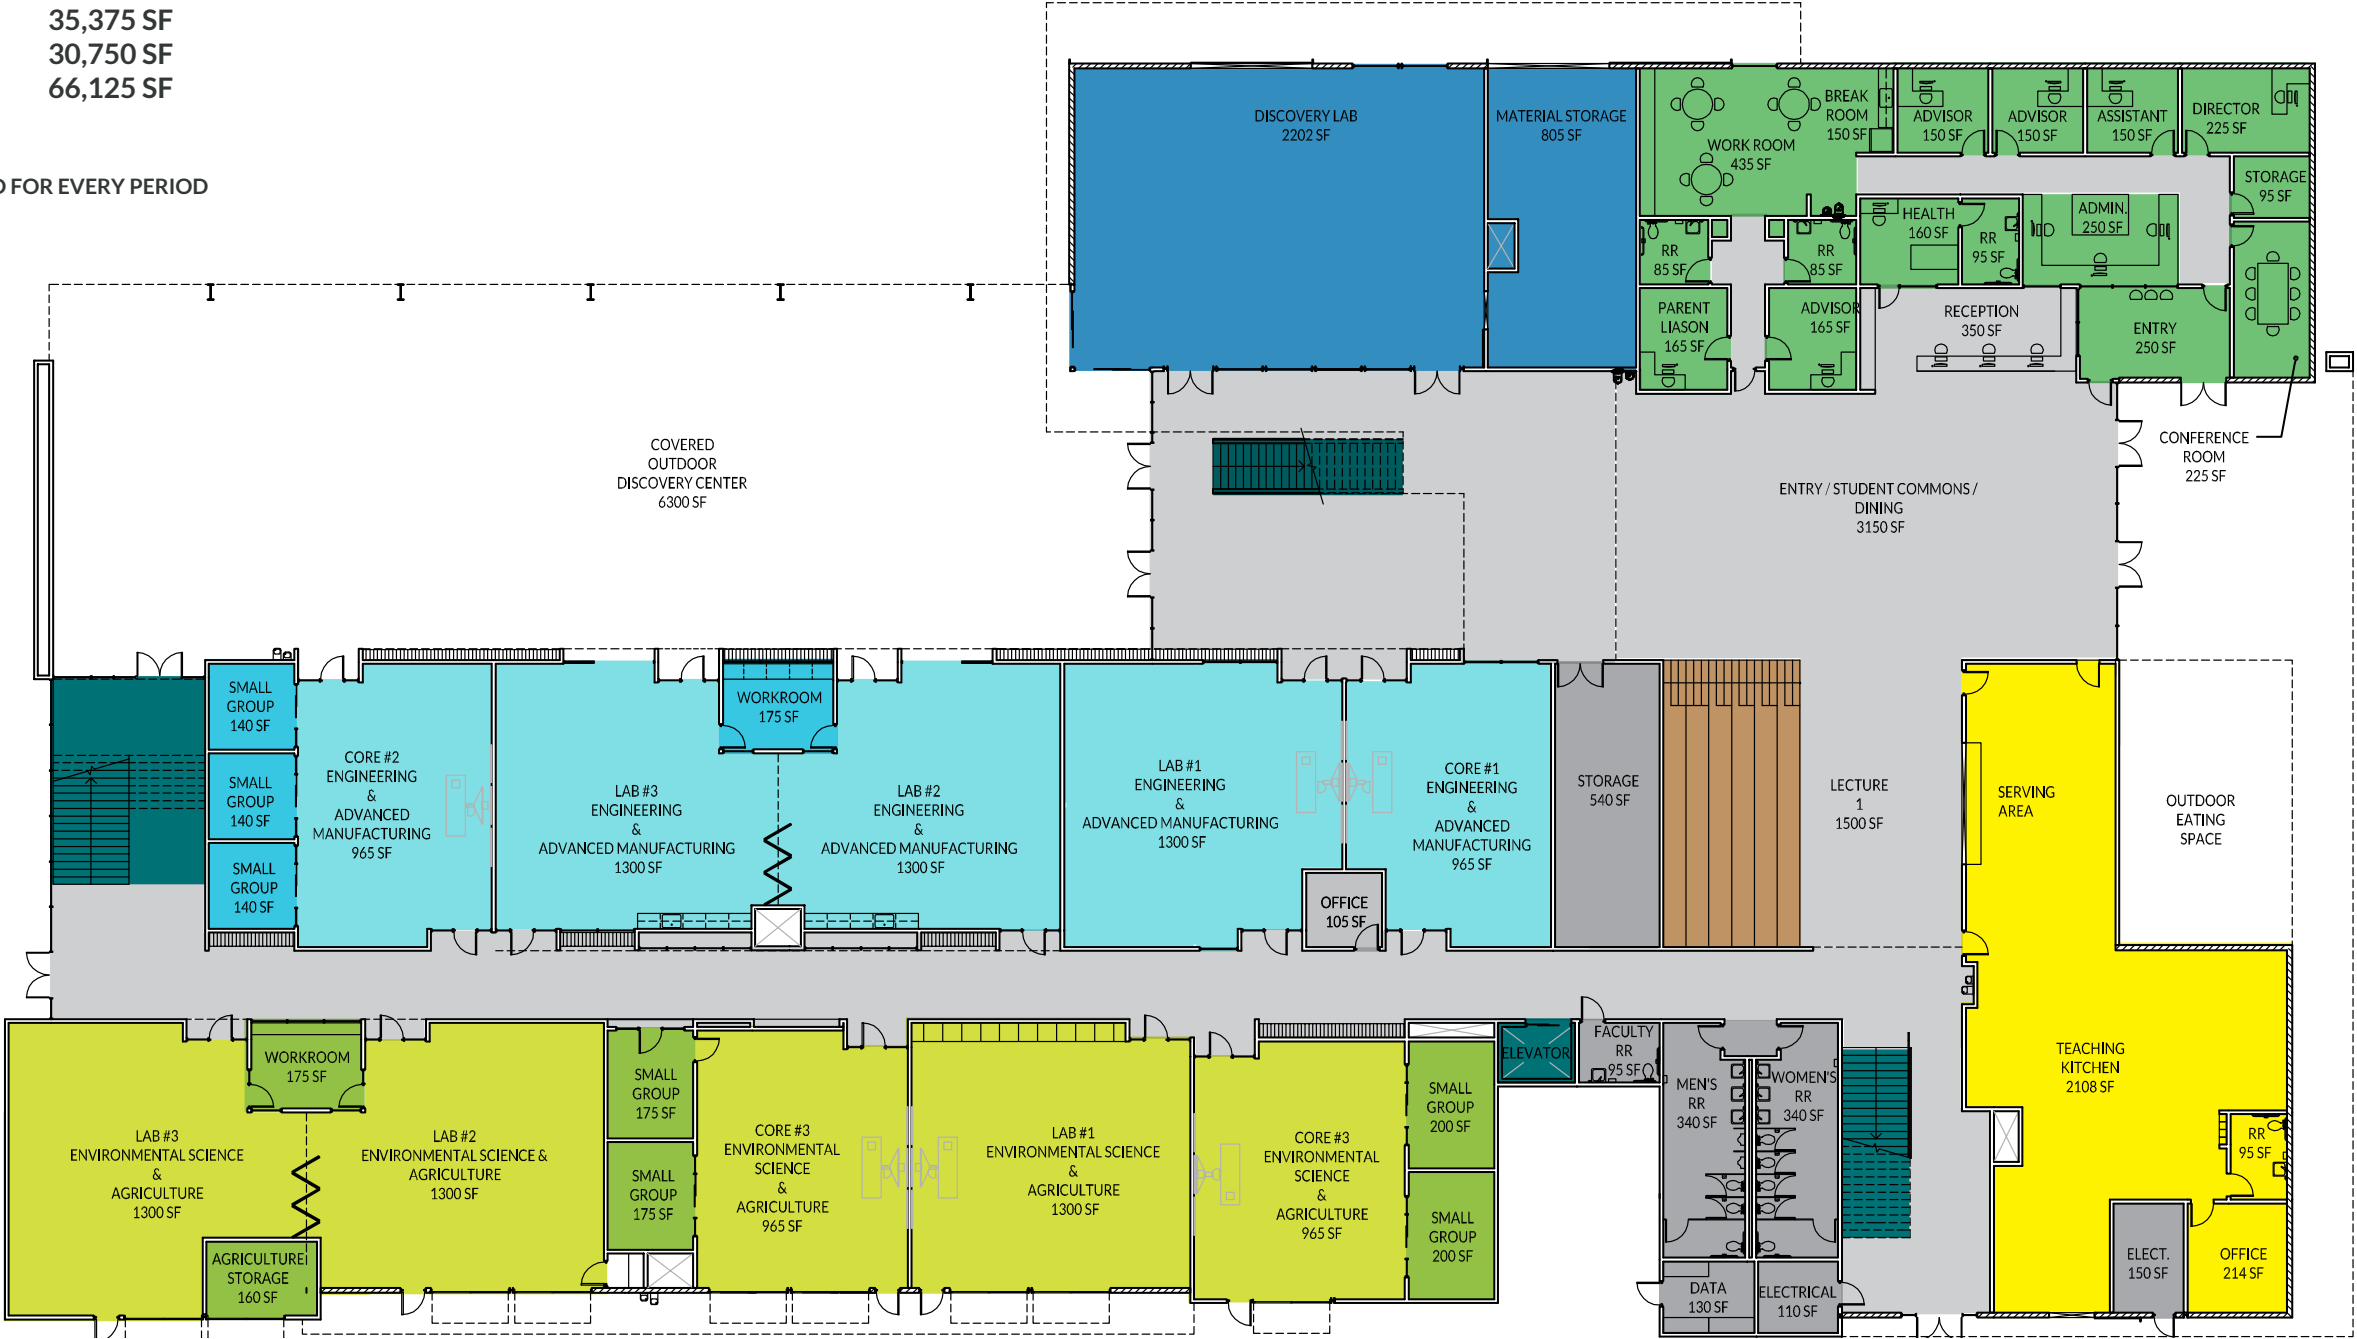 35,375 SF
30,750 SF
66,125 SF
D FOR EVERY PERIOD
DISCOVERY LAB
2202 SF
MATERIAL STORAGE
805 SF
BREAK
ROOM
150 SF
WORK ROOM
435 SF
ADVISOR
150 SF
ADVISOR
150 SF
ASSISTANT
150 SF
DIRECTOR
225 SF
STORAGE
95 SF
HEALTH
160 SF
RR
95 SF
ADMIN.
250 SF
RR
85 SF
RR
85 SF
PARENT
LIASON
165 SF
ADVISOR
165 SF
RECEPTION
350 SF
ENTRY
250 SF
CONFERENCE
ROOM
225 SF
COVERED
OUTDOOR
DISCOVERY CENTER
6300 SF
ENTRY / STUDENT COMMONS /
DINING
3150 SF
SMALL
GROUP
140 SF
SMALL
GROUP
140 SF
SMALL
GROUP
140 SF
CORE #2
ENGINEERING
&
ADVANCED
MANUFACTURING
965 SF
LAB #3
ENGINEERING
&
ADVANCED MANUFACTURING
1300 SF
WORKROOM
175 SF
LAB #2
ENGINEERING
&
ADVANCED MANUFACTURING
1300 SF
LAB #1
ENGINEERING
&
ADVANCED MANUFACTURING
1300 SF
CORE #1
ENGINEERING
&
ADVANCED
MANUFACTURING
965 SF
OFFICE
105 SF
STORAGE
540 SF
LECTURE
1
1500 SF
SERVING
AREA
OUTDOOR
EATING
SPACE
LAB #3
ENVIRONMENTAL SCIENCE
&
AGRICULTURE
1300 SF
WORKROOM
175 SF
AGRICULTURE
STORAGE
160 SF
LAB #2
ENVIRONMENTAL SCIENCE &
AGRICULTURE
1300 SF
SMALL
GROUP
175 SF
SMALL
GROUP
175 SF
CORE #3
ENVIRONMENTAL
SCIENCE
&
AGRICULTURE
965 SF
LAB #1
ENVIRONMENTAL SCIENCE
&
AGRICULTURE
1300 SF
CORE #3
ENVIRONMENTAL
SCIENCE
&
AGRICULTURE
965 SF
SMALL
GROUP
200 SF
SMALL
GROUP
200 SF
ELEVATOR
FACULTY
RR
95 SF
MEN'S
RR
340 SF
WOMEN'S
RR
340 SF
DATA
130 SF
ELECTRICAL
110 SF
TEACHING
KITCHEN
2108 SF
RR
95 SF
ELECT.
150 SF
OFFICE
214 SF